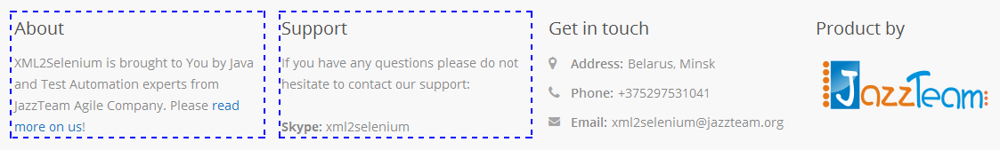 About
XML2Selenium is brought to You by Java
and Test Automation experts from
JazzTeam Agile Company. Please read
more on us!
Support
If you have any questions please do not
hesitate to contact our support:
Skype: xml2selenium
Get in touch
Address: Belarus, Minsk
Phone: +375297531041
Email: xml2selenium@jazzteam.org
Product by
JazzTeam